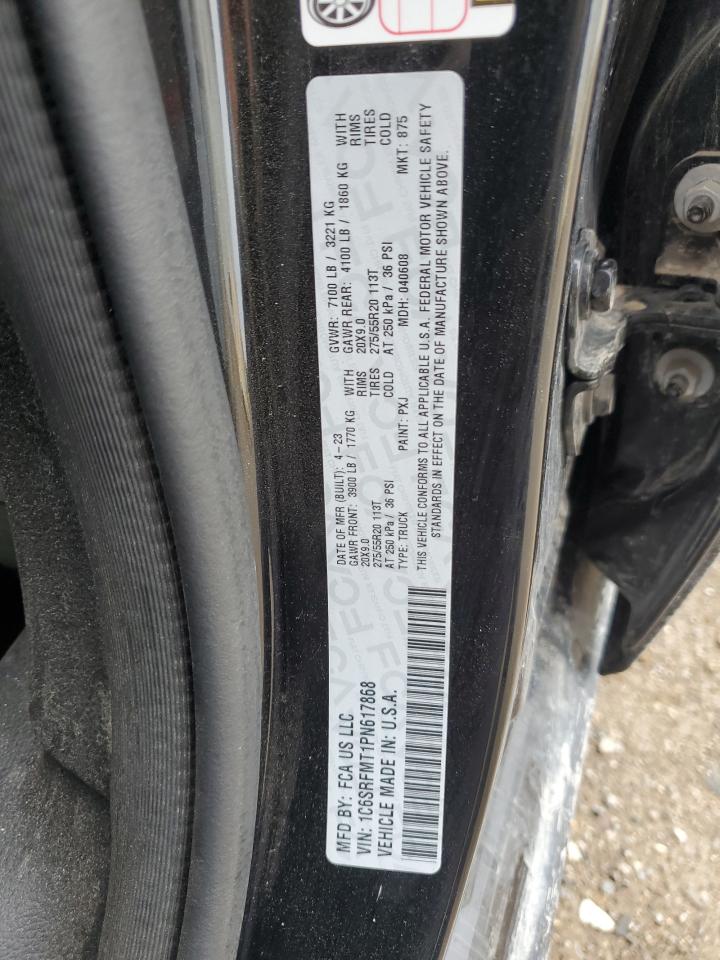 MFD BY: FCA US LLC
VIN: 1C6SRFMT1PN617868
VEHICLE MADE IN: U.S.A.
DATE OF MFR (BUILT): 4-23 GVWR: 7100 LB / 3221 KG
GAWR FRONT: 3900 LB / 1770 KG WITH GAWR REAR: 4100 LB / 1860 KG WITH
20X9.0 RIMS 20X9.0 RIMS
275/55R20 113T TIRES 275/55R20 113T TIRES
AT 250 kPa / 36 PSI COLD AT 250 kPa / 36 PSI COLD
TYPE: TRUCK PAINT: PXJ MDH: 040608 MKT: 875
THIS VEHICLE CONFORMS TO ALL APPLICABLE U.S.A. FEDERAL MOTOR VEHICLE SAFETY
STANDARDS IN EFFECT ON THE DATE OF MANUFACTURE SHOWN ABOVE.